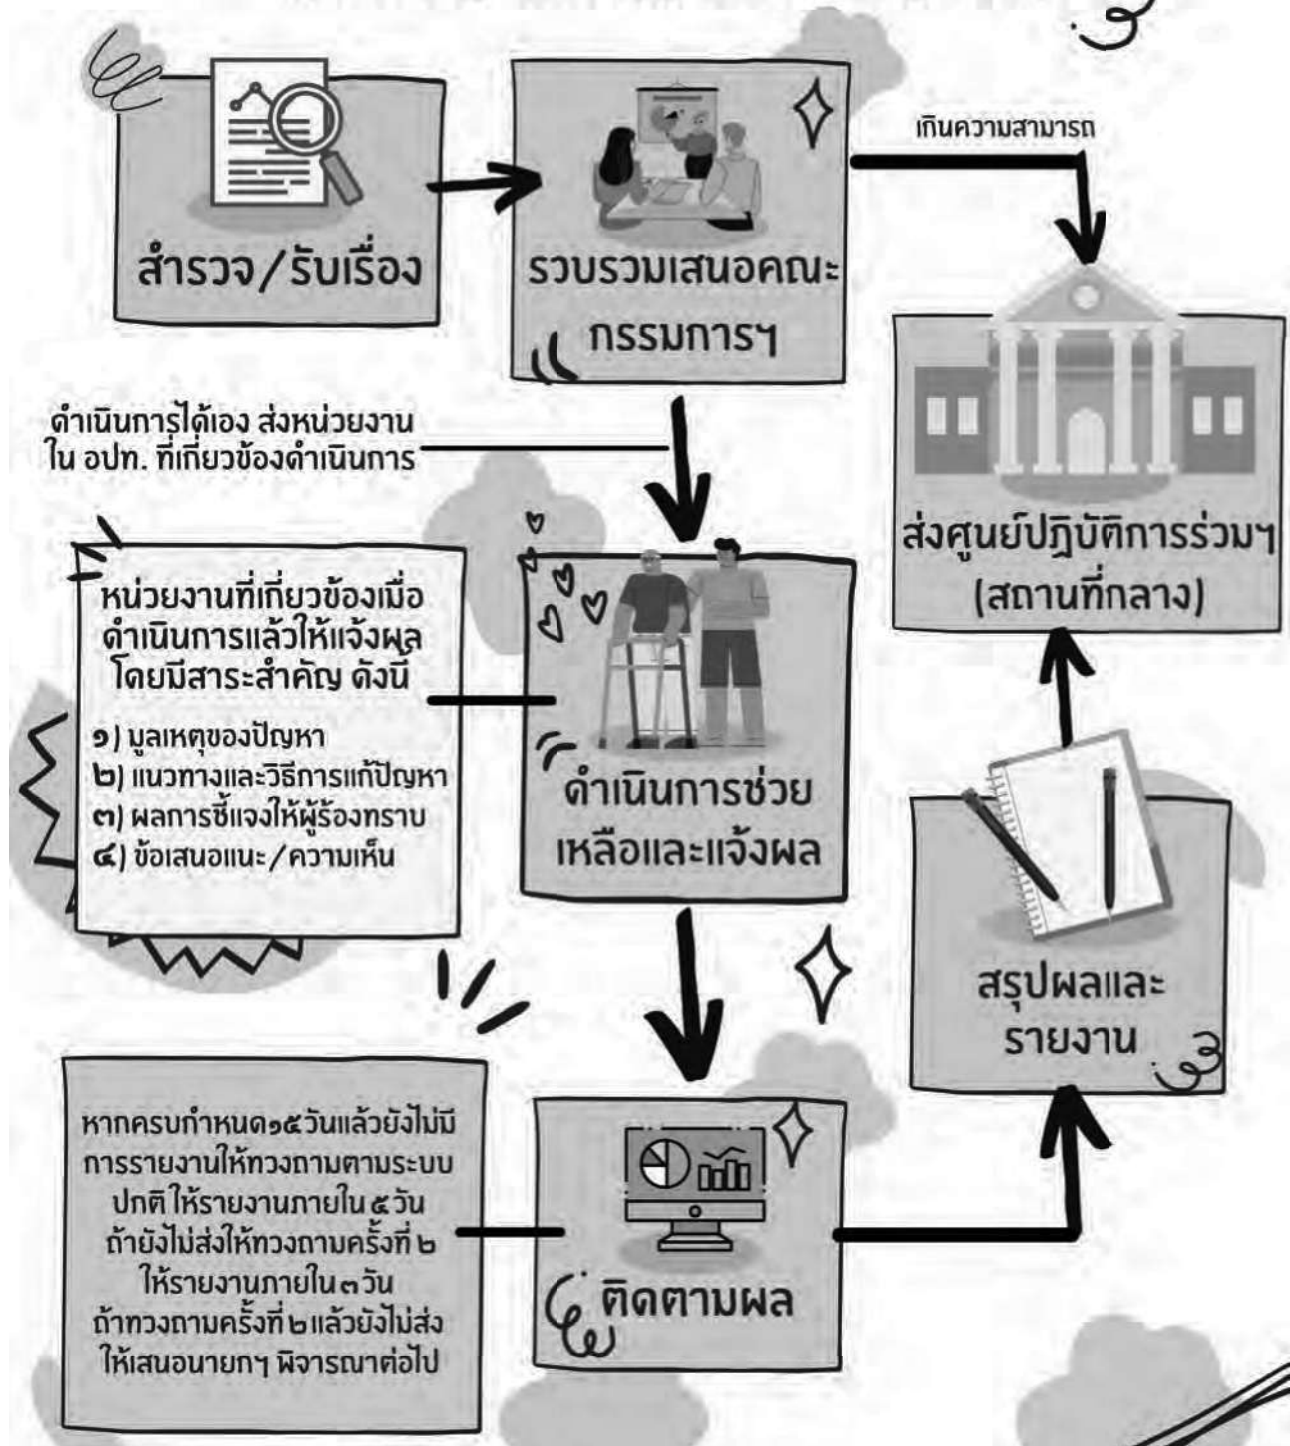 สำรวจ/รับเรื่อง
รวบรวมเสนอคณะ
กรรมการฯ
เกินความสามารถ
ส่งศูนย์ปฏิบัติการร่วมฯ
(สถานที่กลาง)
ดำเนินการได้เอง ส่งหน่วยงาน
ใน อปท. ที่เกี่ยวข้องดำเนินการ
หน่วยงานที่เกี่ยวข้องเมื่อ
ดำเนินการแล้วให้แจ้งผล
โดยมีสาระสำคัญ ดังนี้
๑) มูลเหตุของปัญหา
๒) แนวทางและวิธีการแก้ปัญหา
๓) ผลการชี้แจงให้ผู้ร้องทราบ
๔) ข้อเสนอแนะ/ความเห็น
ดำเนินการช่วย
เหลือและแจ้งผล
สรุปผลและ
รายงาน
หากครบกำหนด๑๕วันแล้วยังไม่มี
การรายงานให้ทวงถามตามระบบ
ปกติ ให้รายงานภายใน ๕ วัน
ถ้ายังไม่ส่งให้ทวงถามครั้งที่ ๒
ให้รายงานภายใน ๓ วัน
ถ้าทวงถามครั้งที่ ๒ แล้วยังไม่ส่ง
ให้เสนอนายกฯ พิจารณาต่อไป
ติดตามผล